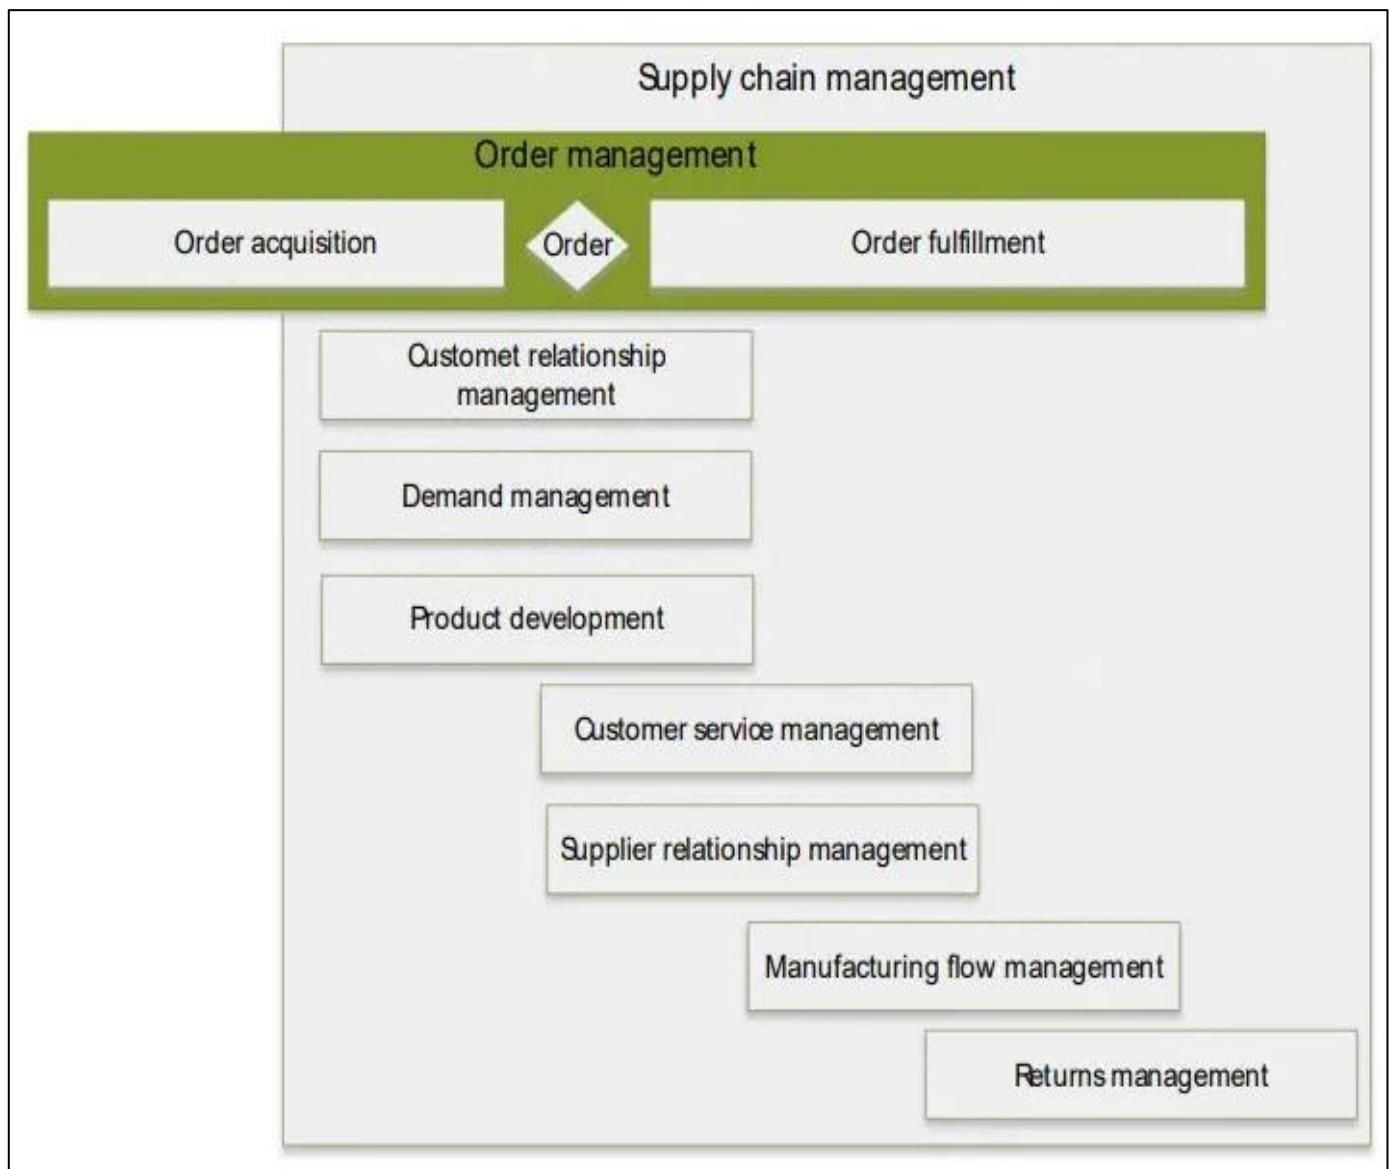 Supply chain management
Order management
Order acquisition
Order
Order fulfillment
Customet relationship
management
Demand management
Product development
Customer service management
Supplier relationship management
Manufacturing flow management
Returns management